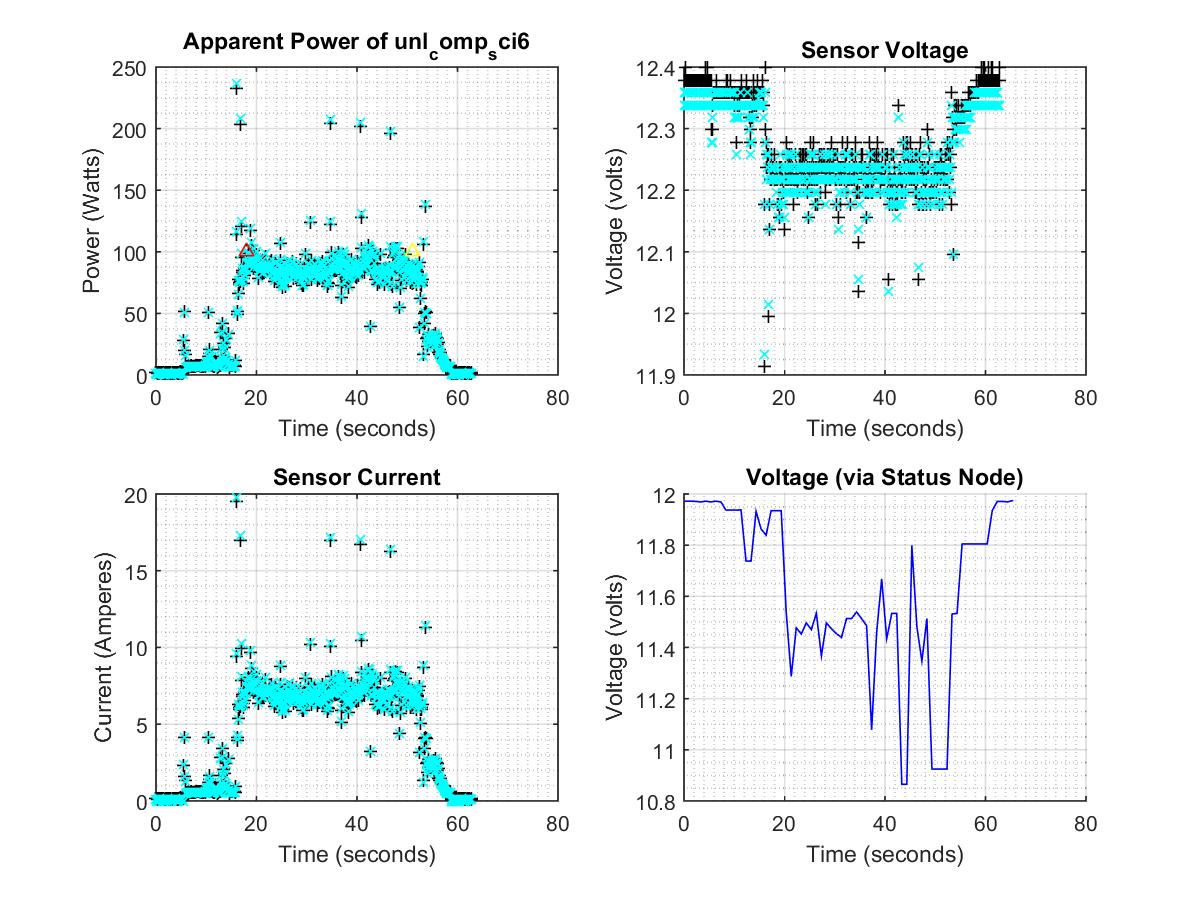 Apparent Power of unl_comp_sci6
250
200
150
100
50
0
Power (Watts)
0 20 40 60 80
Time (seconds)
Sensor Voltage
12.4
12.3
12.2
12.1
12
11.9
Voltage (volts)
0 20 40 60 80
Time (seconds)
Sensor Current
20
15
10
5
0
Current (Amperes)
0 20 40 60 80
Time (seconds)
Voltage (via Status Node)
12
11.8
11.6
11.4
11.2
11
10.8
Voltage (volts)
0 20 40 60 80
Time (seconds)